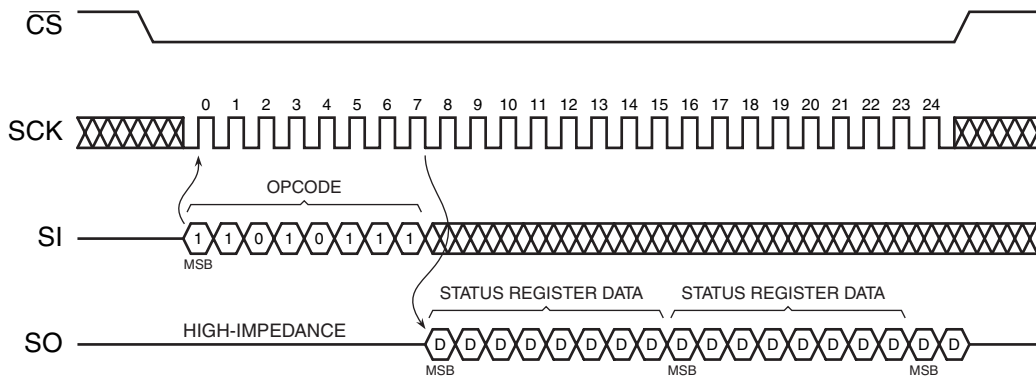 CS
0 1 2 3 4 5 6 7 8 9 10 11 12 13 14 15 16 17 18 19 20 21 22 23 24
SCK
OPCODE
SI 1 1 0 1 0 1 1 1
MSB
STATUS REGISTER DATA STATUS REGISTER DATA
HIGH-IMPEDANCE
SO D D D D D D D D D D D D D D D D D D
MSB MSB MSB